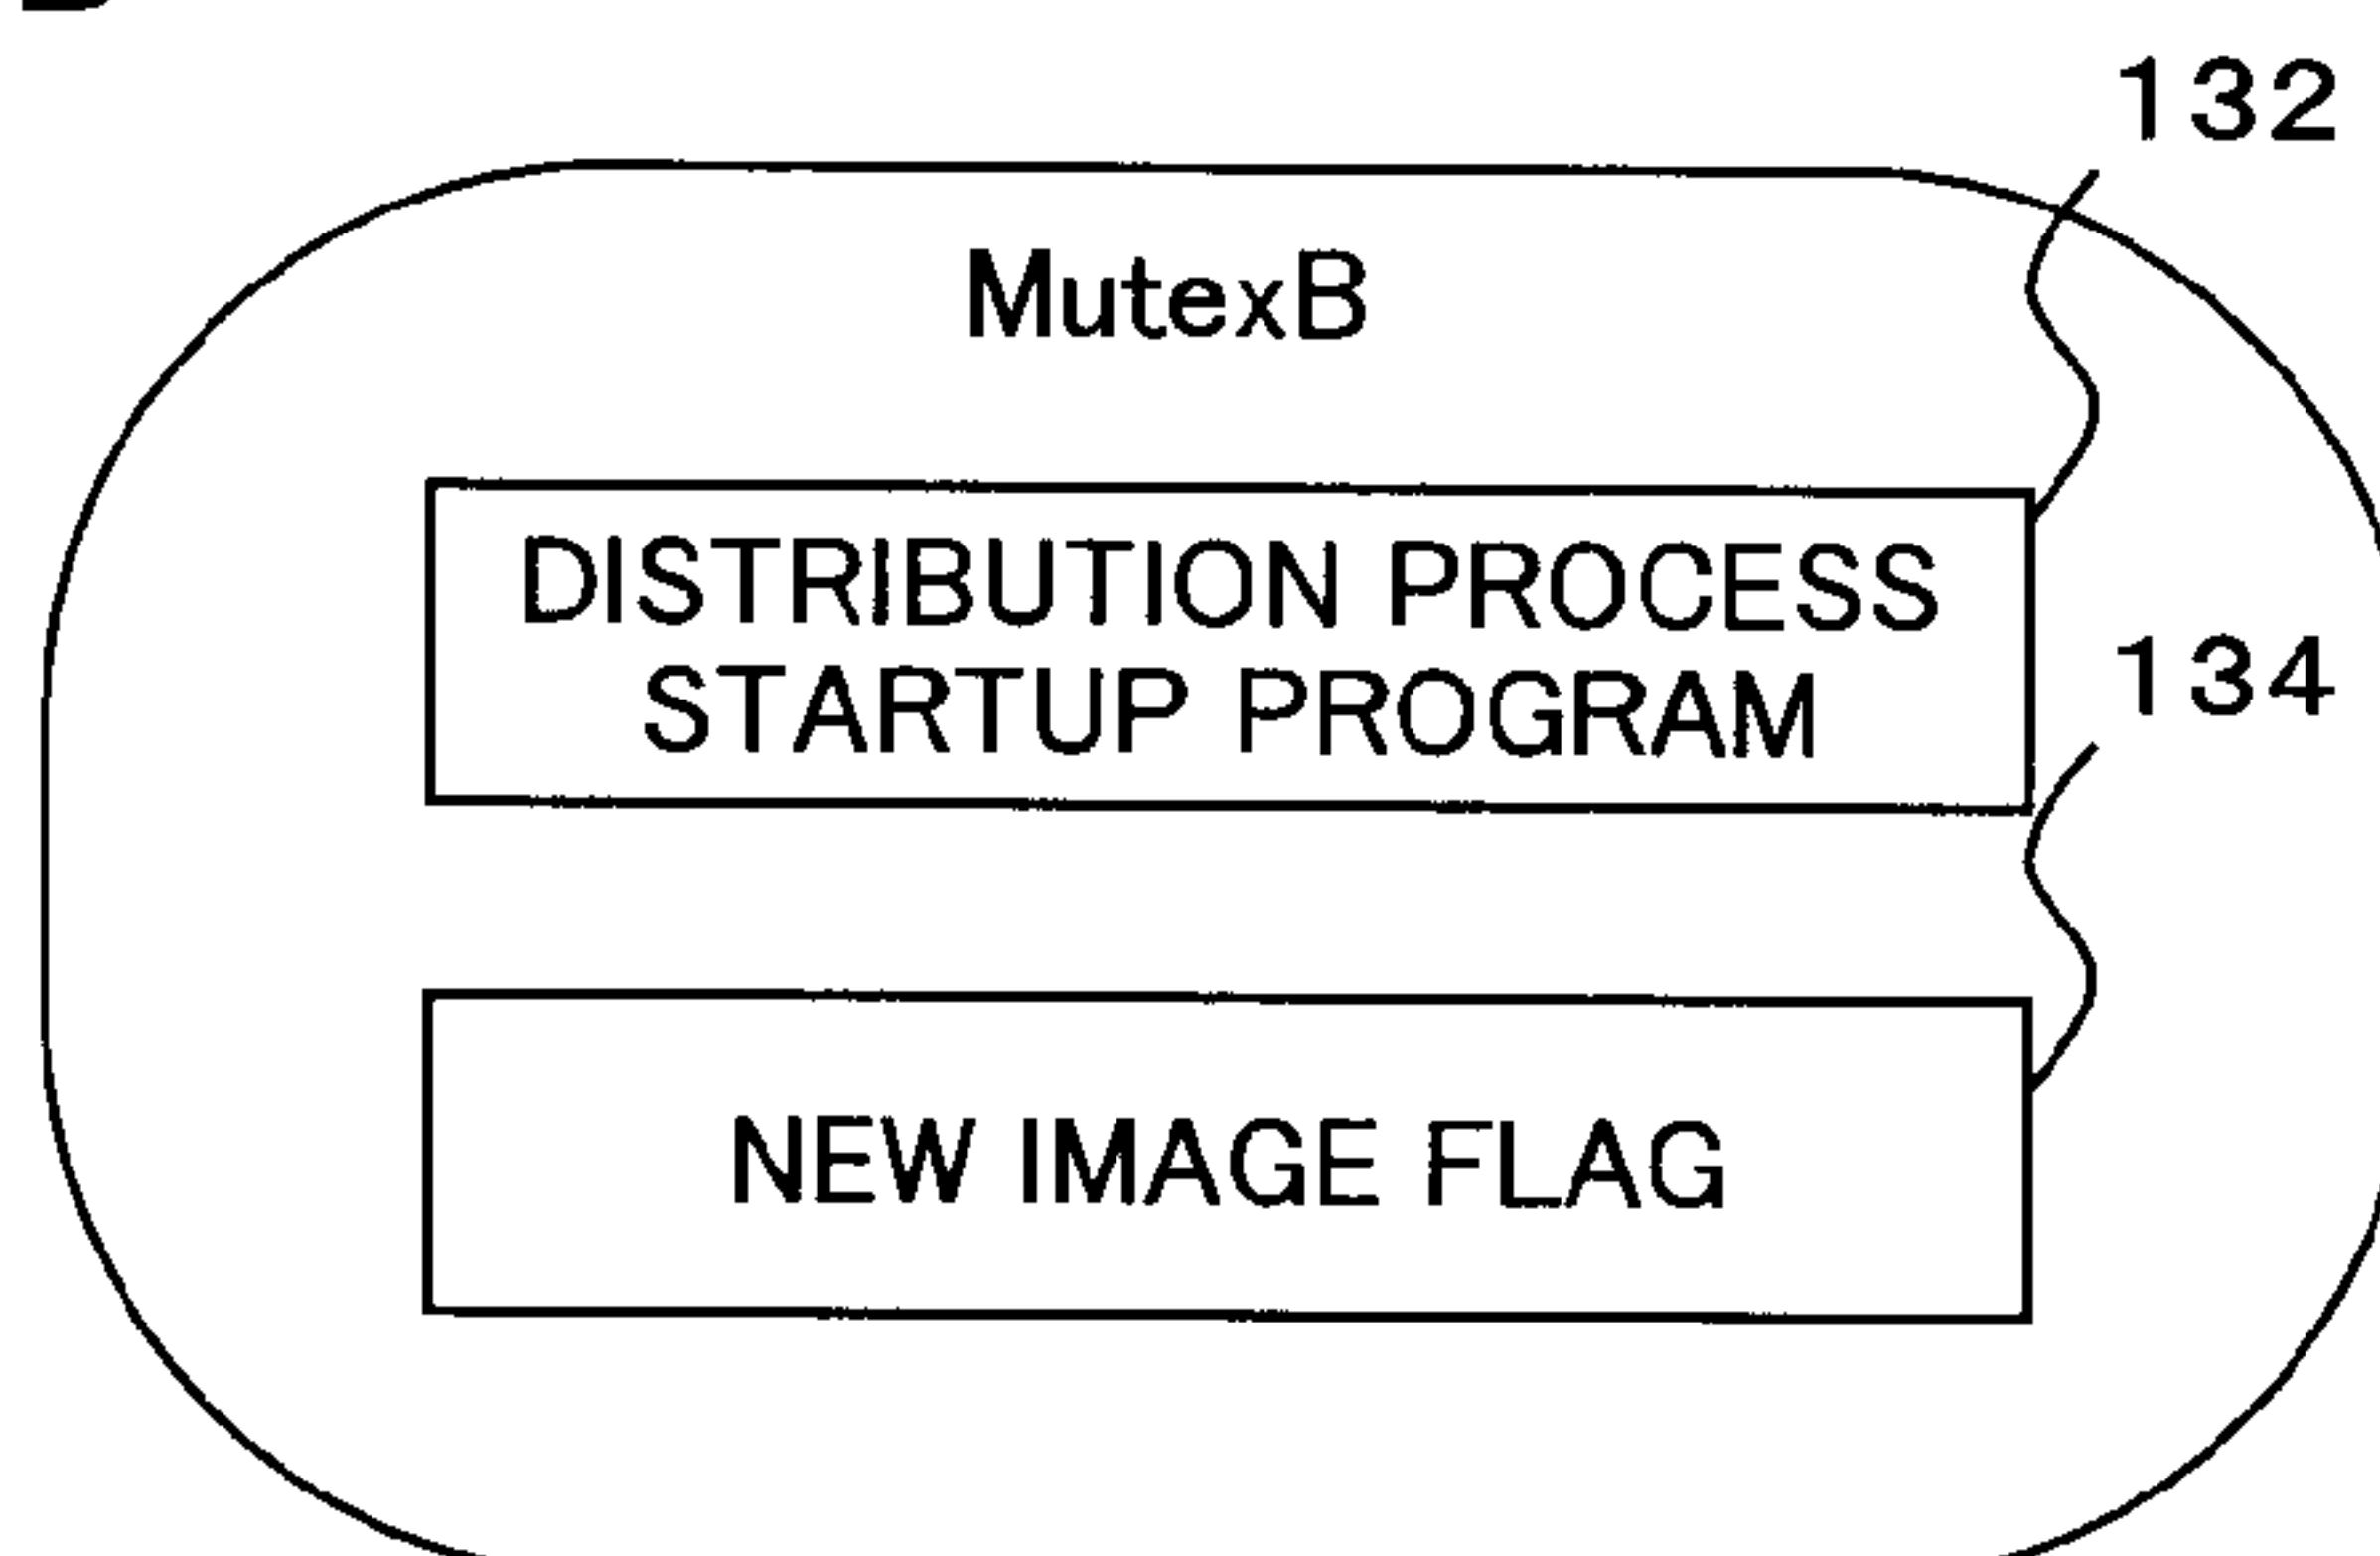 132
MutexB
DISTRIBUTION PROCESS
STARTUP PROGRAM
134
NEW IMAGE FLAG